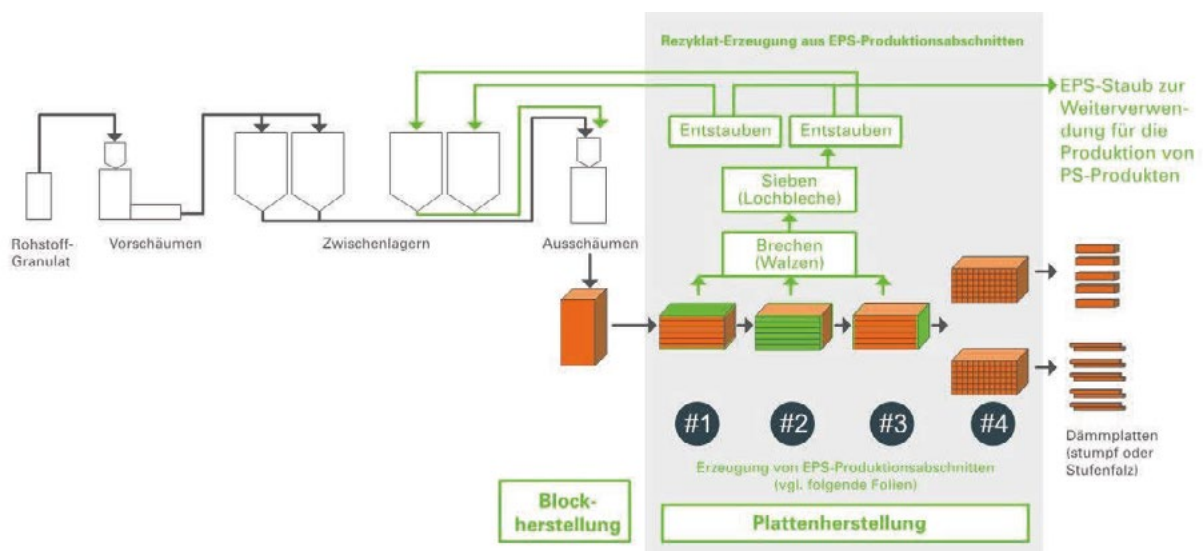 Rezyklat-Erzeugung aus EPS-Produktionsabschnitten
EPS-Staub zur
Weiterverwen-
dung für die
Produktion von
PS-Produkten
Entstauben
Entstauben
Sieben
(Lochbleche)
Brechen
(Walzen)
Rohstoff-
Granulat
Vorschäumen
Zwischenlagern
Ausschäumen
#1
#2
#3
#4
Dämmplatten
(stumpf oder
Stufenfalz)
Erzeugung von EPS-Produktionsabschnitten
(vgl. folgende Folien)
Block-
herstellung
Plattenherstellung